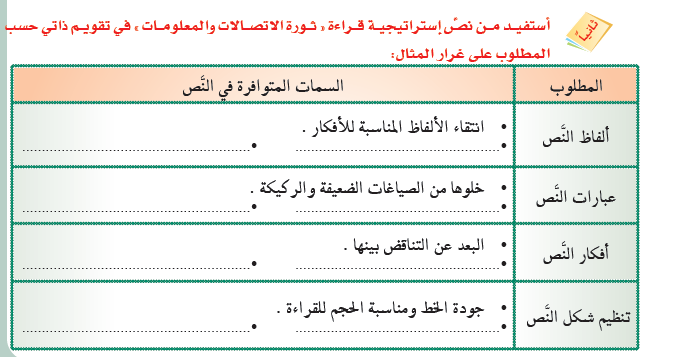 ثانياً
أستفيد من نصِّ إستراتيجية قراءة «ثورة الاتصالات والمعلومات» في تقويم ذاتي حسب
المطلوب على غرار المثال:
المطلوب
السمات المتوافرة في النَّص
ألفاظ النَّص
• انتقاء الألفاظ المناسبة للأفكار .
• ........................ • ........................
عبارات النَّص
• خلوها من الصياغات الضعيفة والركيكة .
• ........................ • ........................
أفكار النَّص
• البعد عن التناقض بينها .
• ........................ • ........................
تنظيم شكل النَّص
• جودة الخط ومناسبة الحجم للقراءة .
• ........................ • ........................